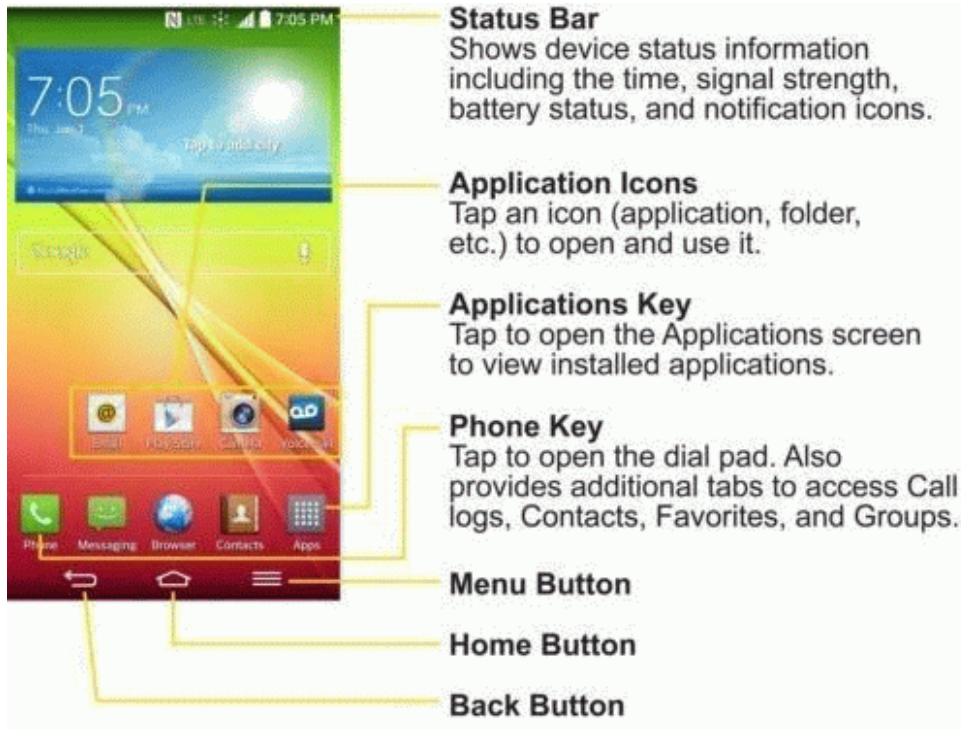 LTE 7:05 PM
7:05 PM
Tap to add city
Google
Email Play Store Camera Voicemail
Phone Messaging Browser Contacts Apps
Status Bar
Shows device status information
including the time, signal strength,
battery status, and notification icons.
Application Icons
Tap an icon (application, folder,
etc.) to open and use it.
Applications Key
Tap to open the Applications screen
to view installed applications.
Phone Key
Tap to open the dial pad. Also
provides additional tabs to access Call
logs, Contacts, Favorites, and Groups.
Menu Button
Home Button
Back Button